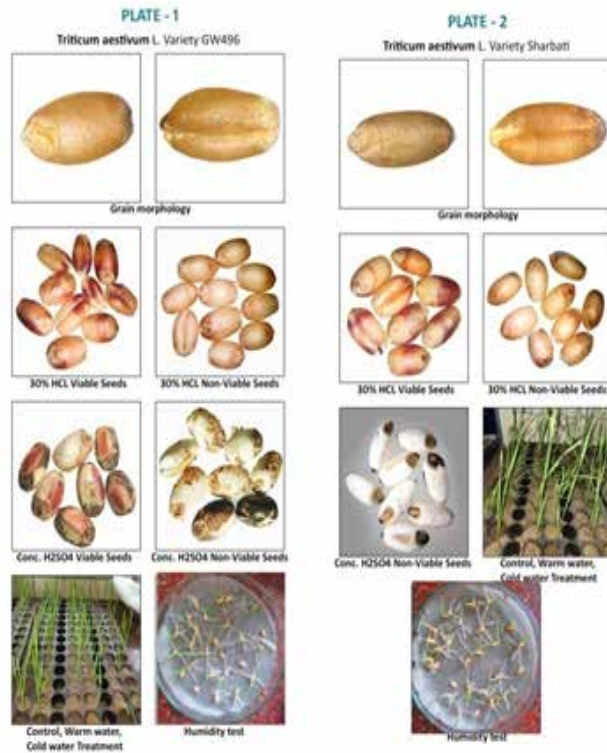 PLATE - 1
Triticum aestivum L. Variety GW496
Grain morphology
30% HCL Viable Seeds
30% HCL Non-Viable Seeds
Conc. H2SO4 Viable Seeds
Conc. H2SO4 Non-Viable Seeds
Control, Warm water,
Cold water Treatment
Humidity test
PLATE - 2
Triticum aestivum L. Variety Sharbati
Grain morphology
30% HCL Viable Seeds
30% HCL Non-Viable Seeds
Conc. H2SO4 Non-Viable Seeds
Control, Warm water,
Cold water Treatment
Humidity test